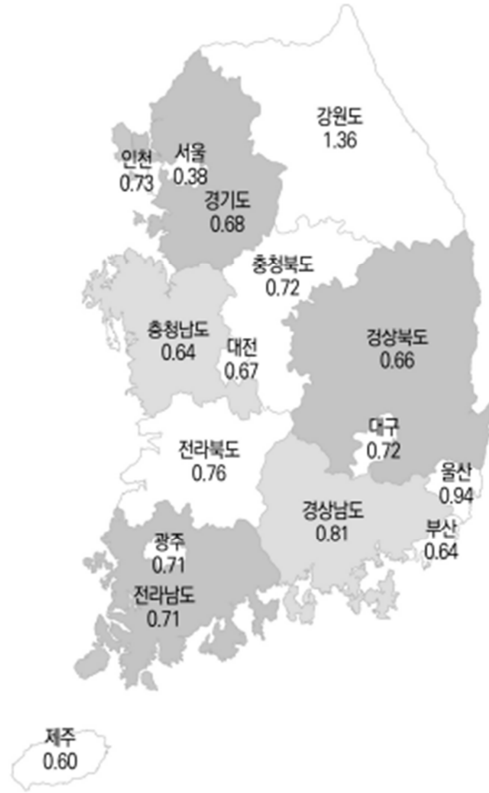 강원도
1.36
서울
0.38
인천
0.73
경기도
0.68
충청북도
0.72
충청남도
0.64
대전
0.67
경상북도
0.66
대구
0.72
전라북도
0.76
울산
0.94
경상남도
0.81
부산
0.64
광주
0.71
전라남도
0.71
제주
0.60